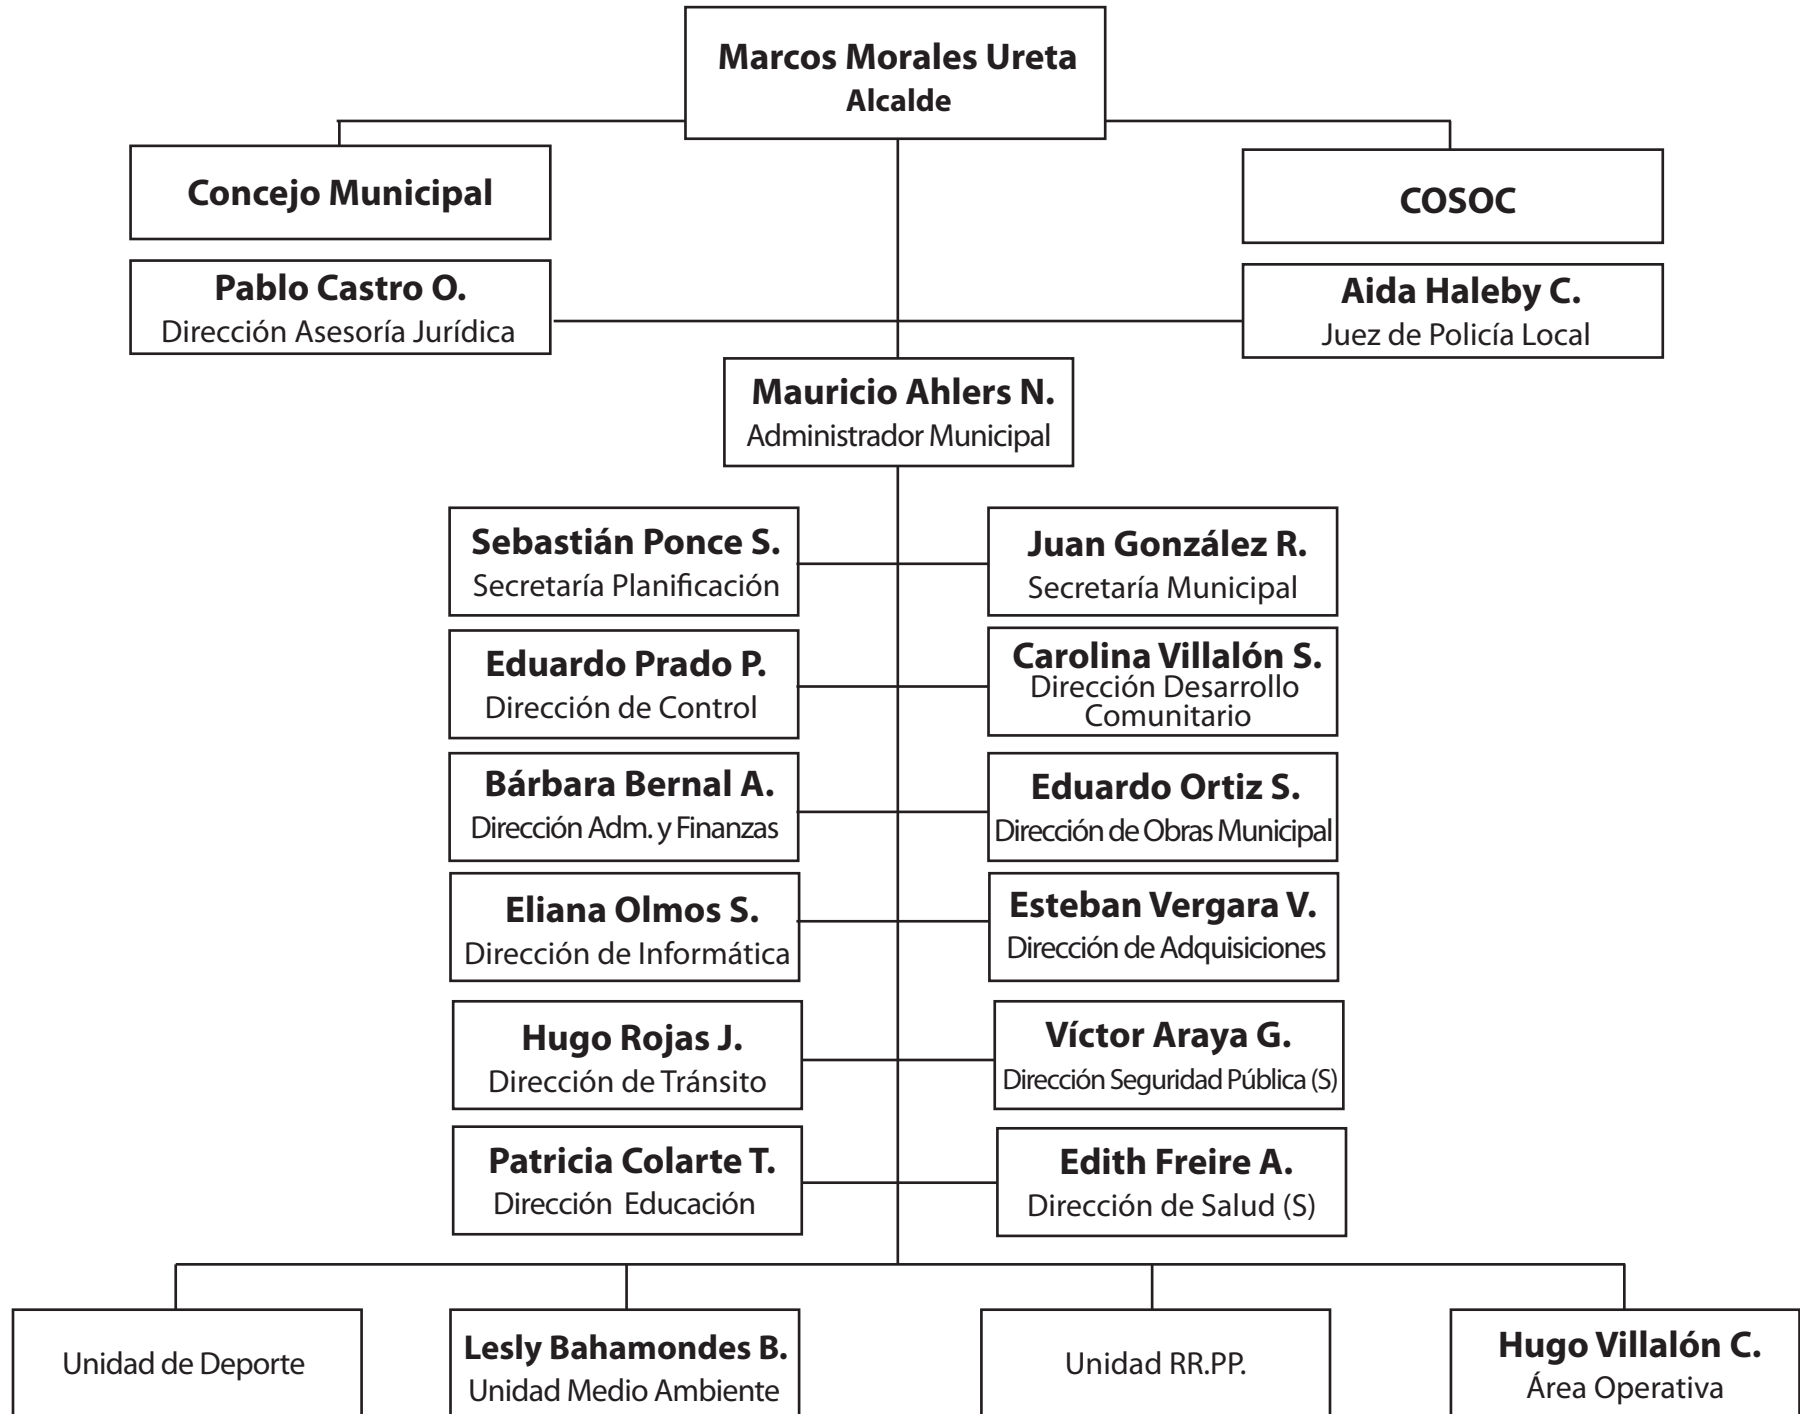 Marcos Morales Ureta
Alcalde
Concejo Municipal
COSOC
Pablo Castro O.
Dirección Asesoría Jurídica
Aida Haleby C.
Juez de Policía Local
Mauricio Ahlers N.
Administrador Municipal
Sebastián Ponce S.
Secretaría Planificación
Juan González R.
Secretaría Municipal
Eduardo Prado P.
Dirección de Control
Carolina Villalón S.
Dirección Desarrollo
Comunitario
Bárbara Bernal A.
Dirección Adm. y Finanzas
Eduardo Ortiz S.
Dirección de Obras Municipal
Eliana Olmos S.
Dirección de Informática
Esteban Vergara V.
Dirección de Adquisiciones
Hugo Rojas J.
Dirección de Tránsito
Víctor Araya G.
Dirección Seguridad Pública (S)
Patricia Colarte T.
Dirección Educación
Edith Freire A.
Dirección de Salud (S)
Unidad de Deporte
Lesly Bahamondes B.
Unidad Medio Ambiente
Unidad RR.PP.
Hugo Villalón C.
Área Operativa